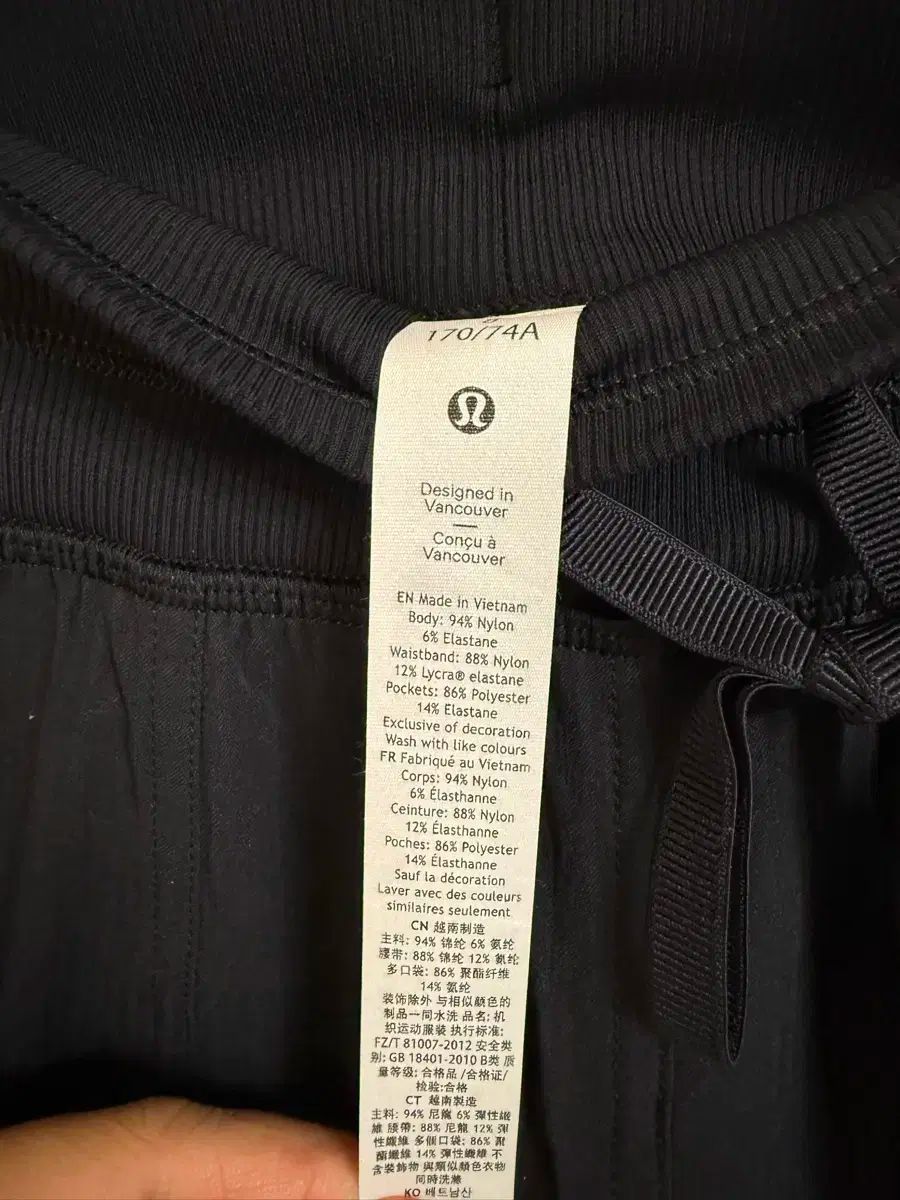 170/74A
Designed in
Vancouver
Conçu à
Vancouver
EN Made in Vietnam
Body: 94% Nylon
6% Elastane
Waistband: 88% Nylon
12% Lycra® elastane
Pockets: 86% Polyester
14% Elastane
Exclusive of decoration
Wash with like colours
FR Fabriqué au Vietnam
Corps: 94% Nylon
6% Élasthanne
Ceinture: 88% Nylon
12% Élasthanne
Poches: 86% Polyester
14% Élasthanne
Sauf la décoration
Laver avec des couleurs
similaires seulement
CN 越南制造
主料: 94% 锦纶 6% 氨纶
腰带: 88% 锦纶 12% 氨纶
多口袋: 86% 聚酯纤维
14% 氨纶
装饰除外 与相似颜色的
制品一同水洗 品名: 机
织运动服装 执行标准:
FZ/T 81007-2012 安全类
别: GB 18401-2010 B类 质
量等级: 合格品 /合格证/
检验:合格
CT 越南製造
主料: 94% 尼龍 6% 彈性纖
維 腰帶: 88% 尼龍 12% 彈
性纖維 多個口袋: 86% 聚
酯纖維 14% 彈性纖維 不
含裝飾物 與類似顏色衣物
同時洗滌
KO 베트남산